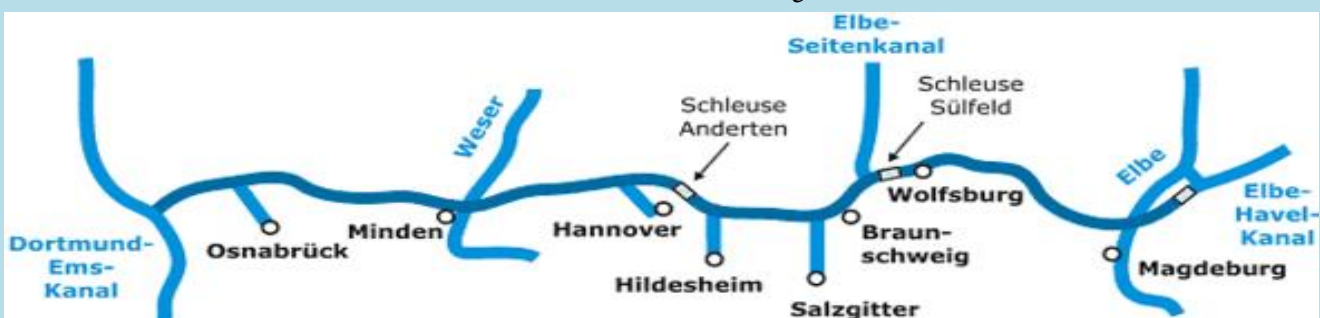 Elbe-
Seitenkanal
Schleuse
Sülfeld
Schleuse
Anderten
Weser
Elbe
Wolfsburg
Elbe-
Havel-
Kanal
Minden
Hannover
Braun-
schweig
Osnabrück
Dortmund-
Ems-
Kanal
Hildesheim
Magdeburg
Salzgitter